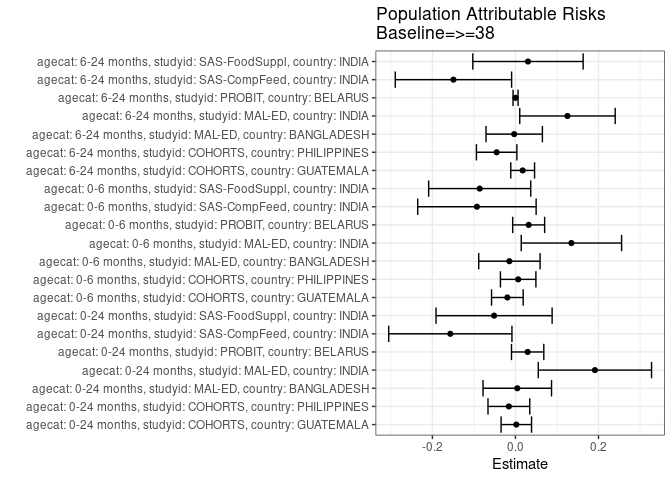 Population Attributable Risks
Baseline=>=38
agecat: 6-24 months, studyid: SAS-FoodSuppl, country: INDIA
agecat: 6-24 months, studyid: SAS-CompFeed, country: INDIA
agecat: 6-24 months, studyid: PROBIT, country: BELARUS
agecat: 6-24 months, studyid: MAL-ED, country: INDIA
agecat: 6-24 months, studyid: MAL-ED, country: BANGLADESH
agecat: 6-24 months, studyid: COHORTS, country: PHILIPPINES
agecat: 6-24 months, studyid: COHORTS, country: GUATEMALA
agecat: 0-6 months, studyid: SAS-FoodSuppl, country: INDIA
agecat: 0-6 months, studyid: SAS-CompFeed, country: INDIA
agecat: 0-6 months, studyid: PROBIT, country: BELARUS
agecat: 0-6 months, studyid: MAL-ED, country: INDIA
agecat: 0-6 months, studyid: MAL-ED, country: BANGLADESH
agecat: 0-6 months, studyid: COHORTS, country: PHILIPPINES
agecat: 0-6 months, studyid: COHORTS, country: GUATEMALA
agecat: 0-24 months, studyid: SAS-FoodSuppl, country: INDIA
agecat: 0-24 months, studyid: SAS-CompFeed, country: INDIA
agecat: 0-24 months, studyid: PROBIT, country: BELARUS
agecat: 0-24 months, studyid: MAL-ED, country: INDIA
agecat: 0-24 months, studyid: MAL-ED, country: BANGLADESH
agecat: 0-24 months, studyid: COHORTS, country: PHILIPPINES
agecat: 0-24 months, studyid: COHORTS, country: GUATEMALA
-0.2 0.0 0.2
Estimate